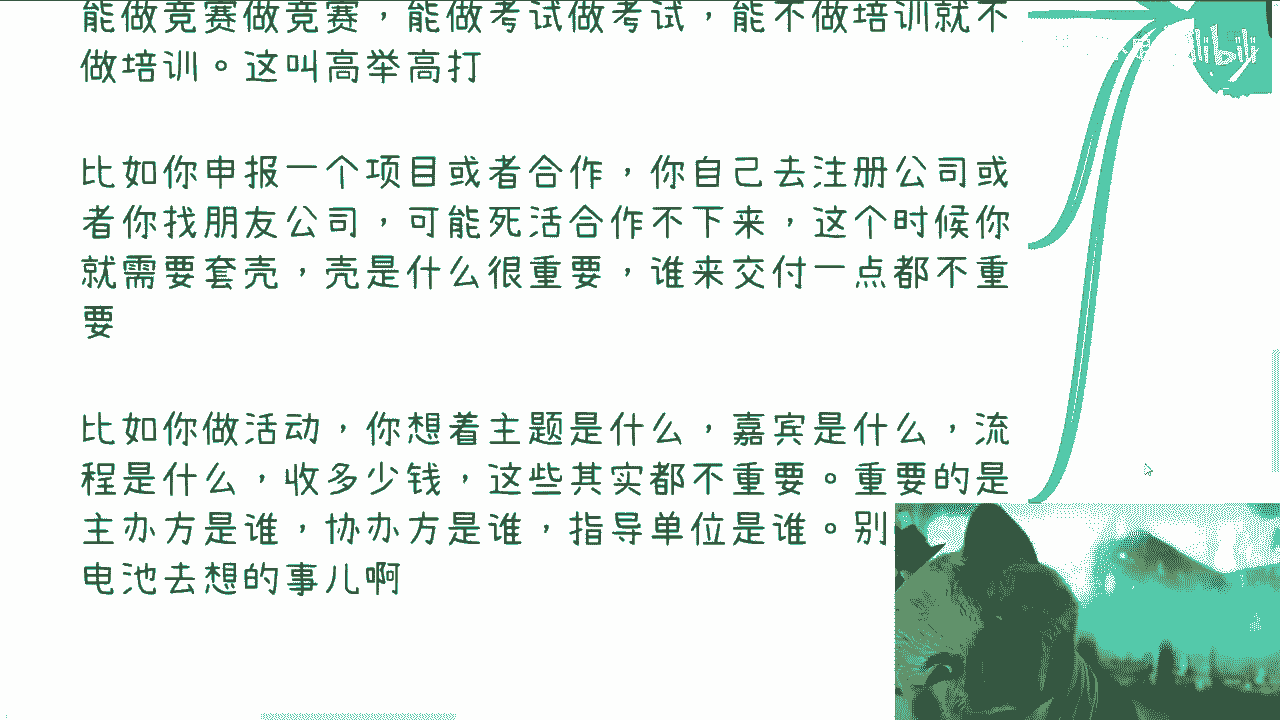 能做竞赛做竞赛，能做考试做考试，能不做培训就不
做培训。这叫高举高打
比如你申报一个项目或者合作，你自己去注册公司或
者你找朋友公司，可能死活合作不下来，这个时候你
就需要套壳，壳是什么很重要，谁来交付一点都不重
要
比如你做活动，你想着主题是什么，嘉宾是什么，流
程是什么，收多少钱，这些其实都不重要。重要的是
主办方是谁，协办方是谁，指导单位是谁。别
电池去想的事儿啊